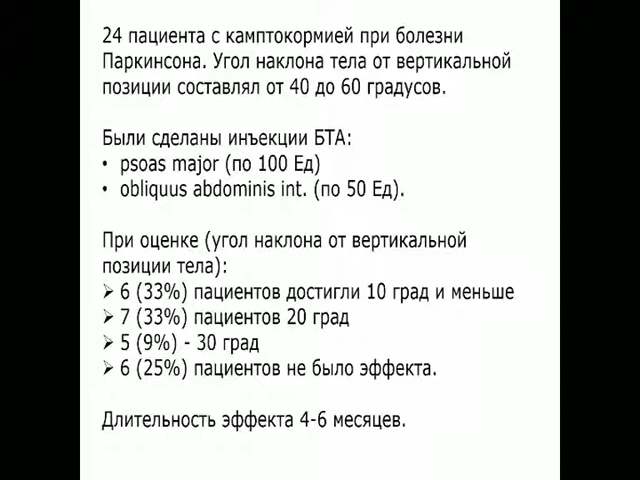 24 пациента с камптокормией при болезни
Паркинсона. Угол наклона тела от вертикальной
позиции составлял от 40 до 60 градусов.
Были сделаны инъекции БТА:
• psoas major (по 100 Ед)
• obliquus abdominis int. (по 50 Ед).
При оценке (угол наклона от вертикальной
позиции тела):
➢ 6 (33%) пациентов достигли 10 град и меньше
➢ 7 (33%) пациентов 20 град
➢ 5 (9%) - 30 град
➢ 6 (25%) пациентов не было эффекта.
Длительность эффекта 4-6 месяцев.